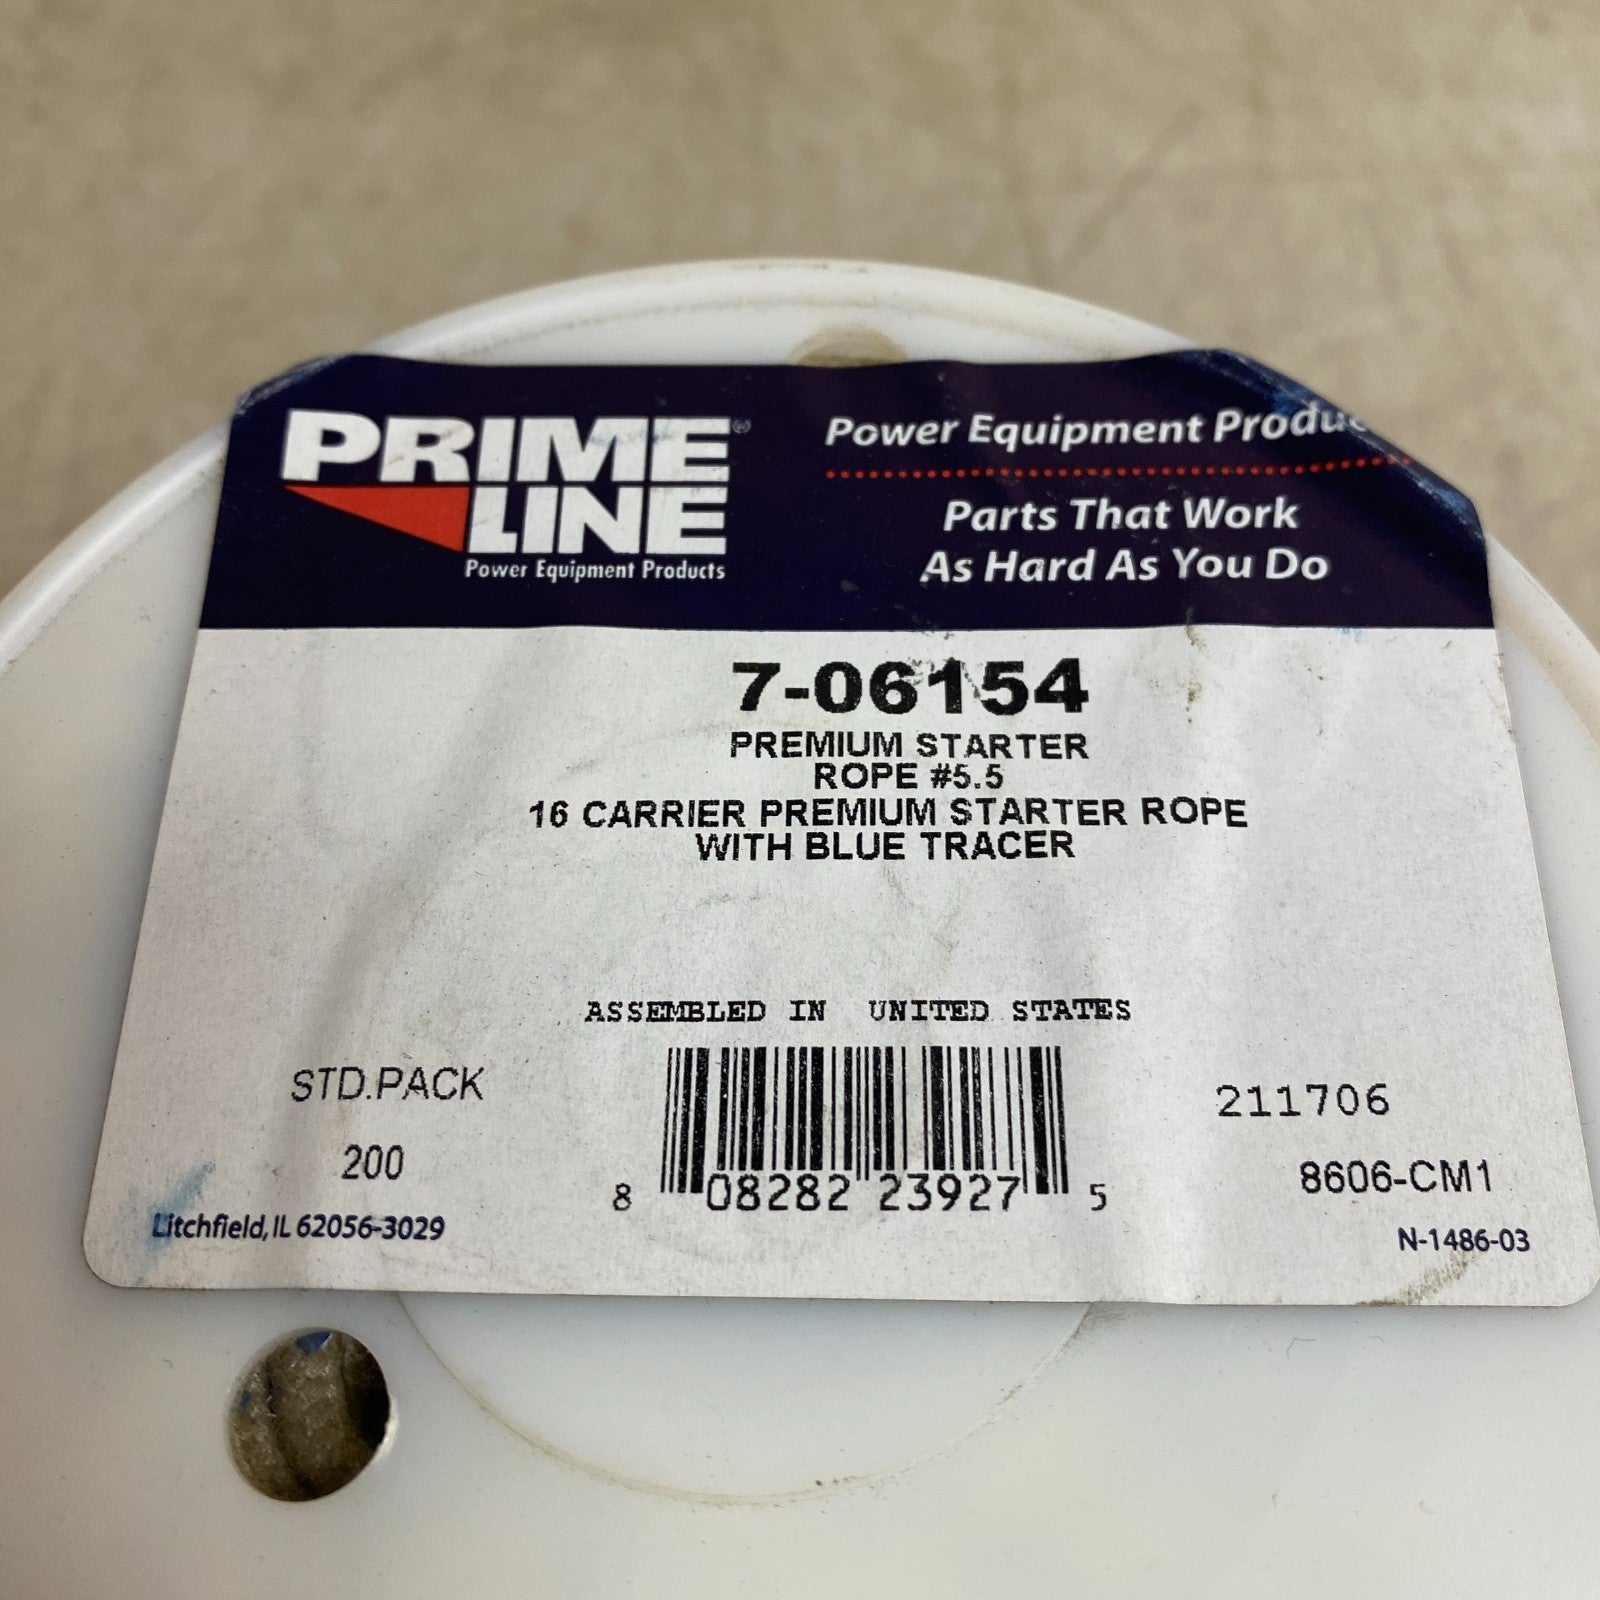 PRIME®
LINE
Power Equipment Products
Power Equipment
Parts That Work
As Hard As You Do
7-06154
PREMIUM STARTER
ROPE #5.5
16 CARRIER PREMIUM STARTER ROPE
WITH BLUE TRACER
ASSEMBLED IN UNITED STATES
STD.PACK
200
Litchfield, IL 62056-3029
8 08282 23927 5
211706
8606-CM1
N-1486-03